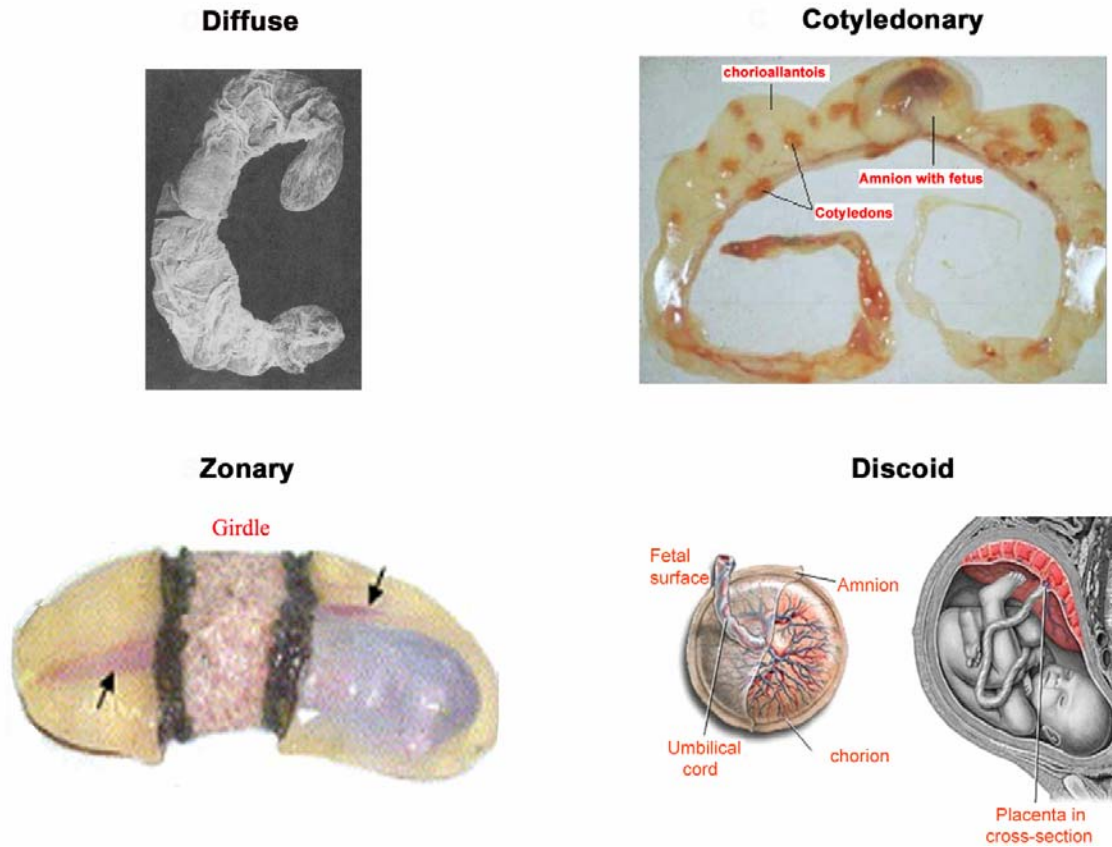 Diffuse
Cotyledonary
chorioallantois
Amnion with fetus
Cotyledons
Zonary
Discoid
Girdle
Fetal
surface
Amnion
Umbilical
cord
chorion
Placenta in
cross-section